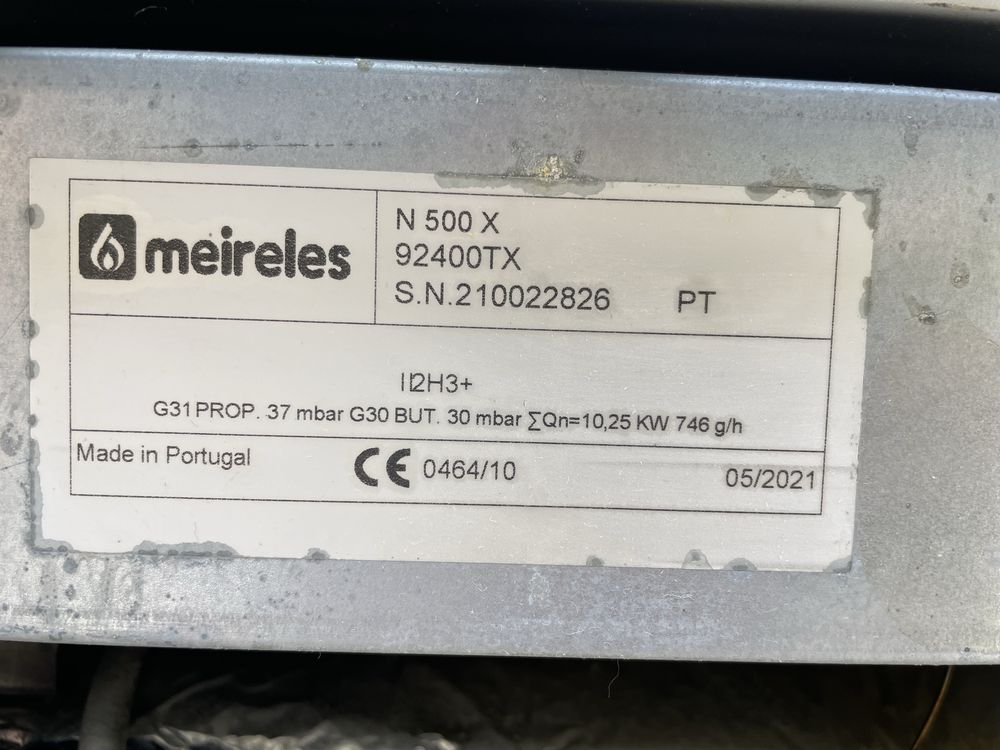 meireles
N 500 X
92400TX
S.N.210022826 PT
II2H3+
G31 PROP. 37 mbar G30 BUT. 30 mbar ∑Qn=10,25 KW 746 g/h
Made in Portugal
CE 0464/10
05/2021